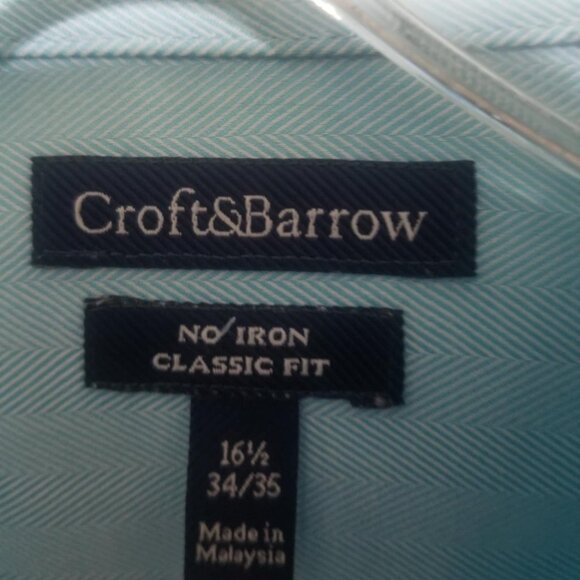 Croft&Barrow
NO/IRON
CLASSIC FIT
16½
34/35
Made in
Malaysia